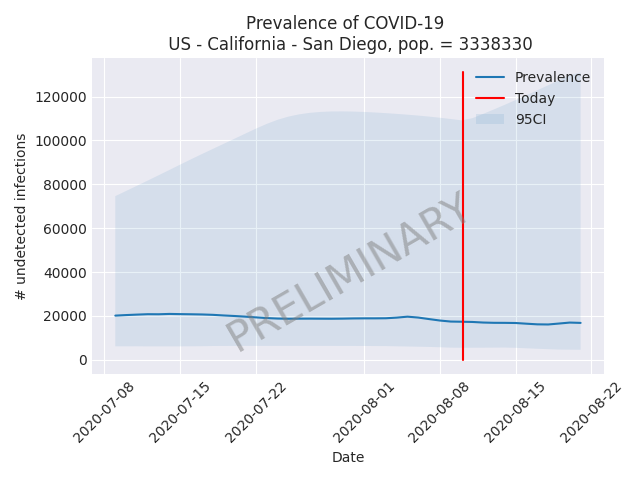 Prevalence of COVID-19
US - California - San Diego, pop. = 3338330
Prevalence
Today
95CI
120000
100000
80000
60000
40000
20000
0
# undetected infections
PRELIMINARY
2020-07-08
2020-07-15
2020-07-22
2020-08-01
2020-08-08
2020-08-15
2020-08-22
Date